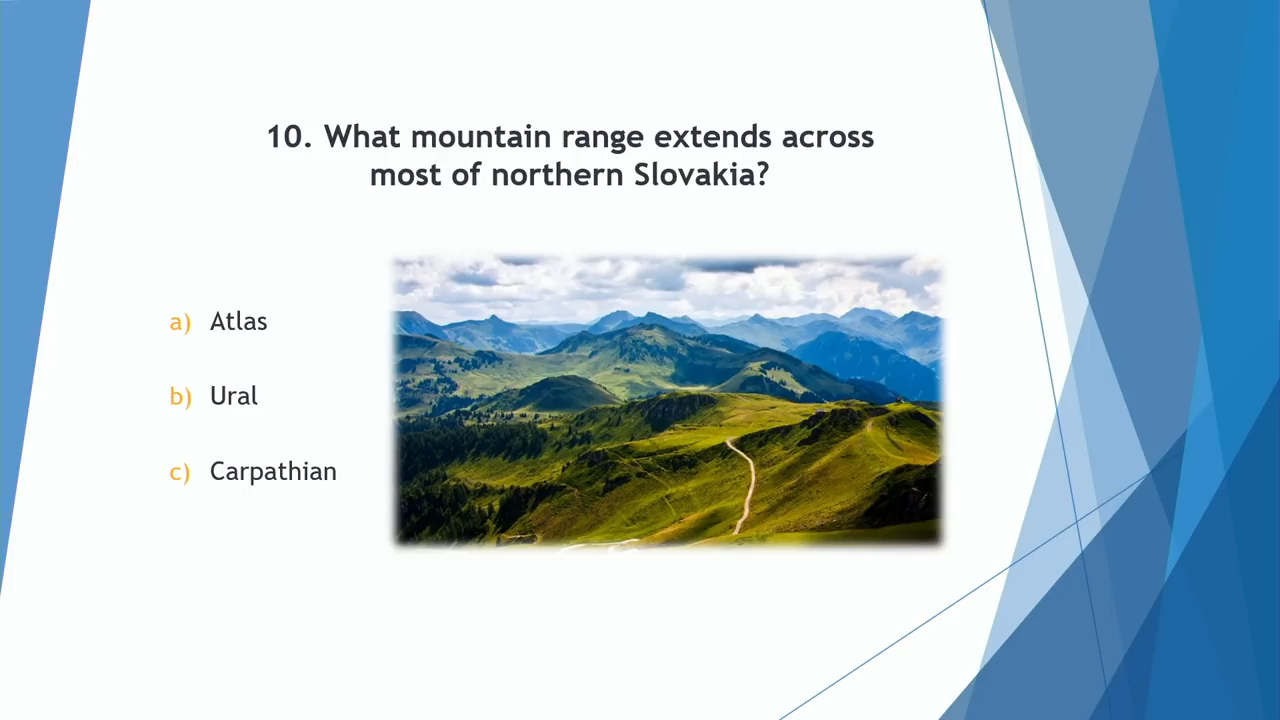 10. What mountain range extends across
most of northern Slovakia?
a) Atlas
b) Ural
c) Carpathian